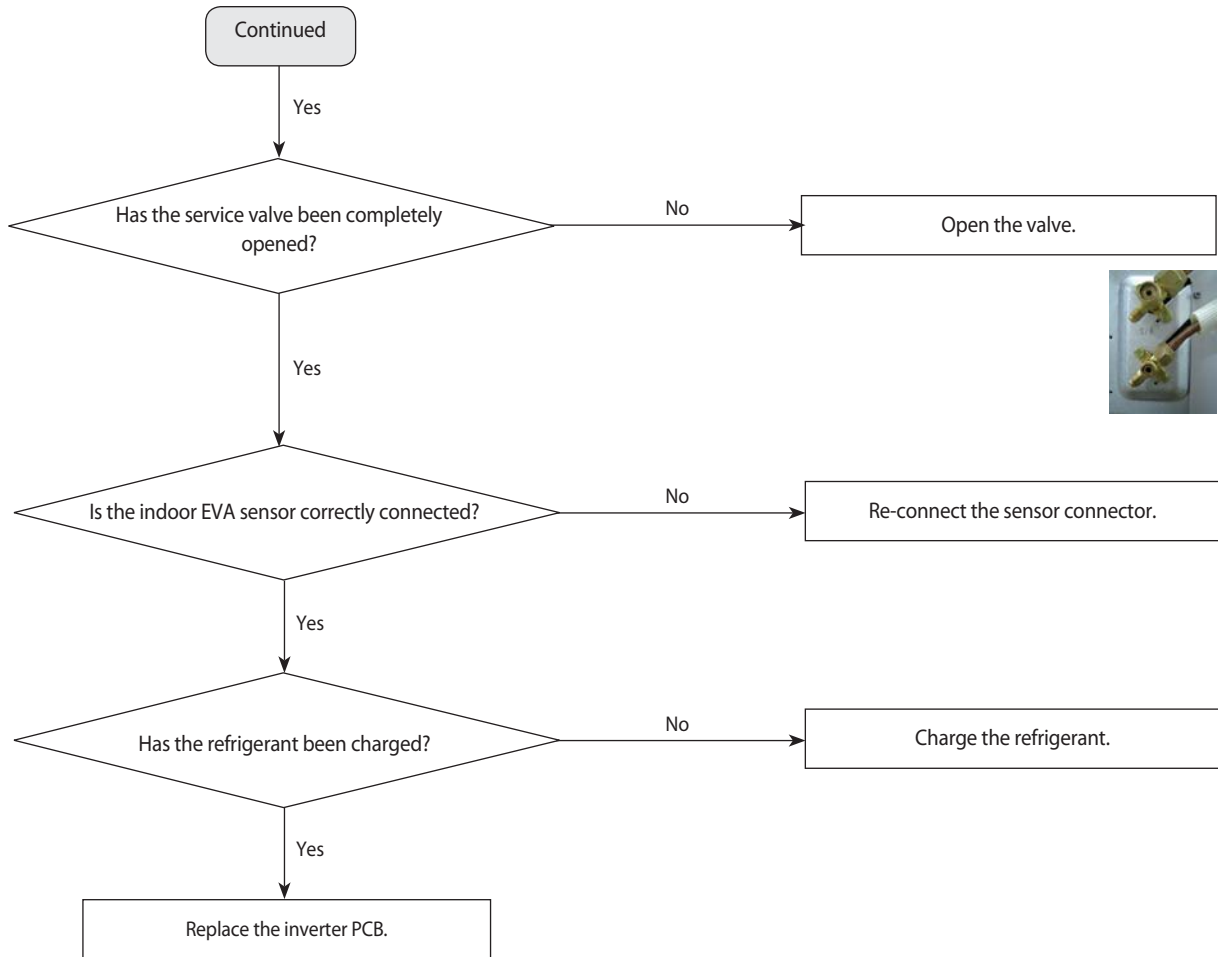 Continued
Yes
Has the service valve been completely
opened?
No
Open the valve.
Yes
Is the indoor EVA sensor correctly connected?
No
Re-connect the sensor connector.
Yes
Has the refrigerant been charged?
No
Charge the refrigerant.
Yes
Replace the inverter PCB.